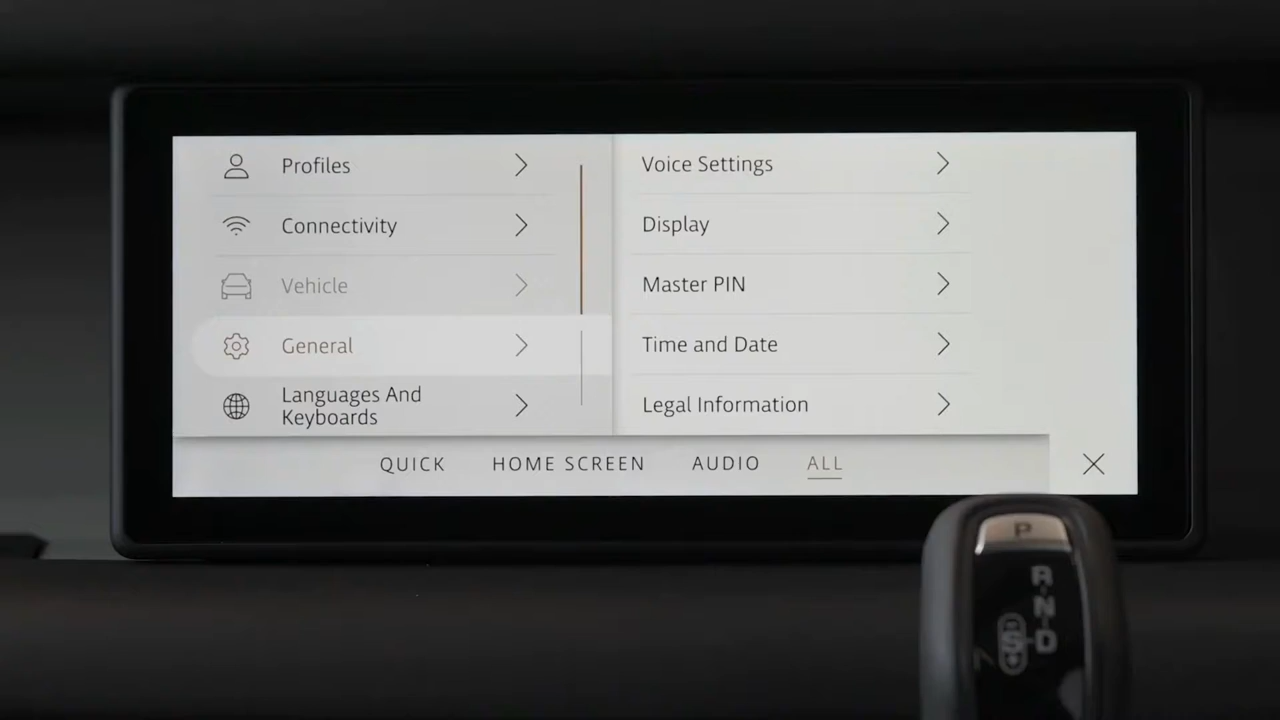 Profiles
Connectivity
Vehicle
General
Languages And
Keyboards
Voice Settings
Display
Master PIN
Time and Date
Legal Information
QUICK HOME SCREEN AUDIO ALL
P
R
N
S D